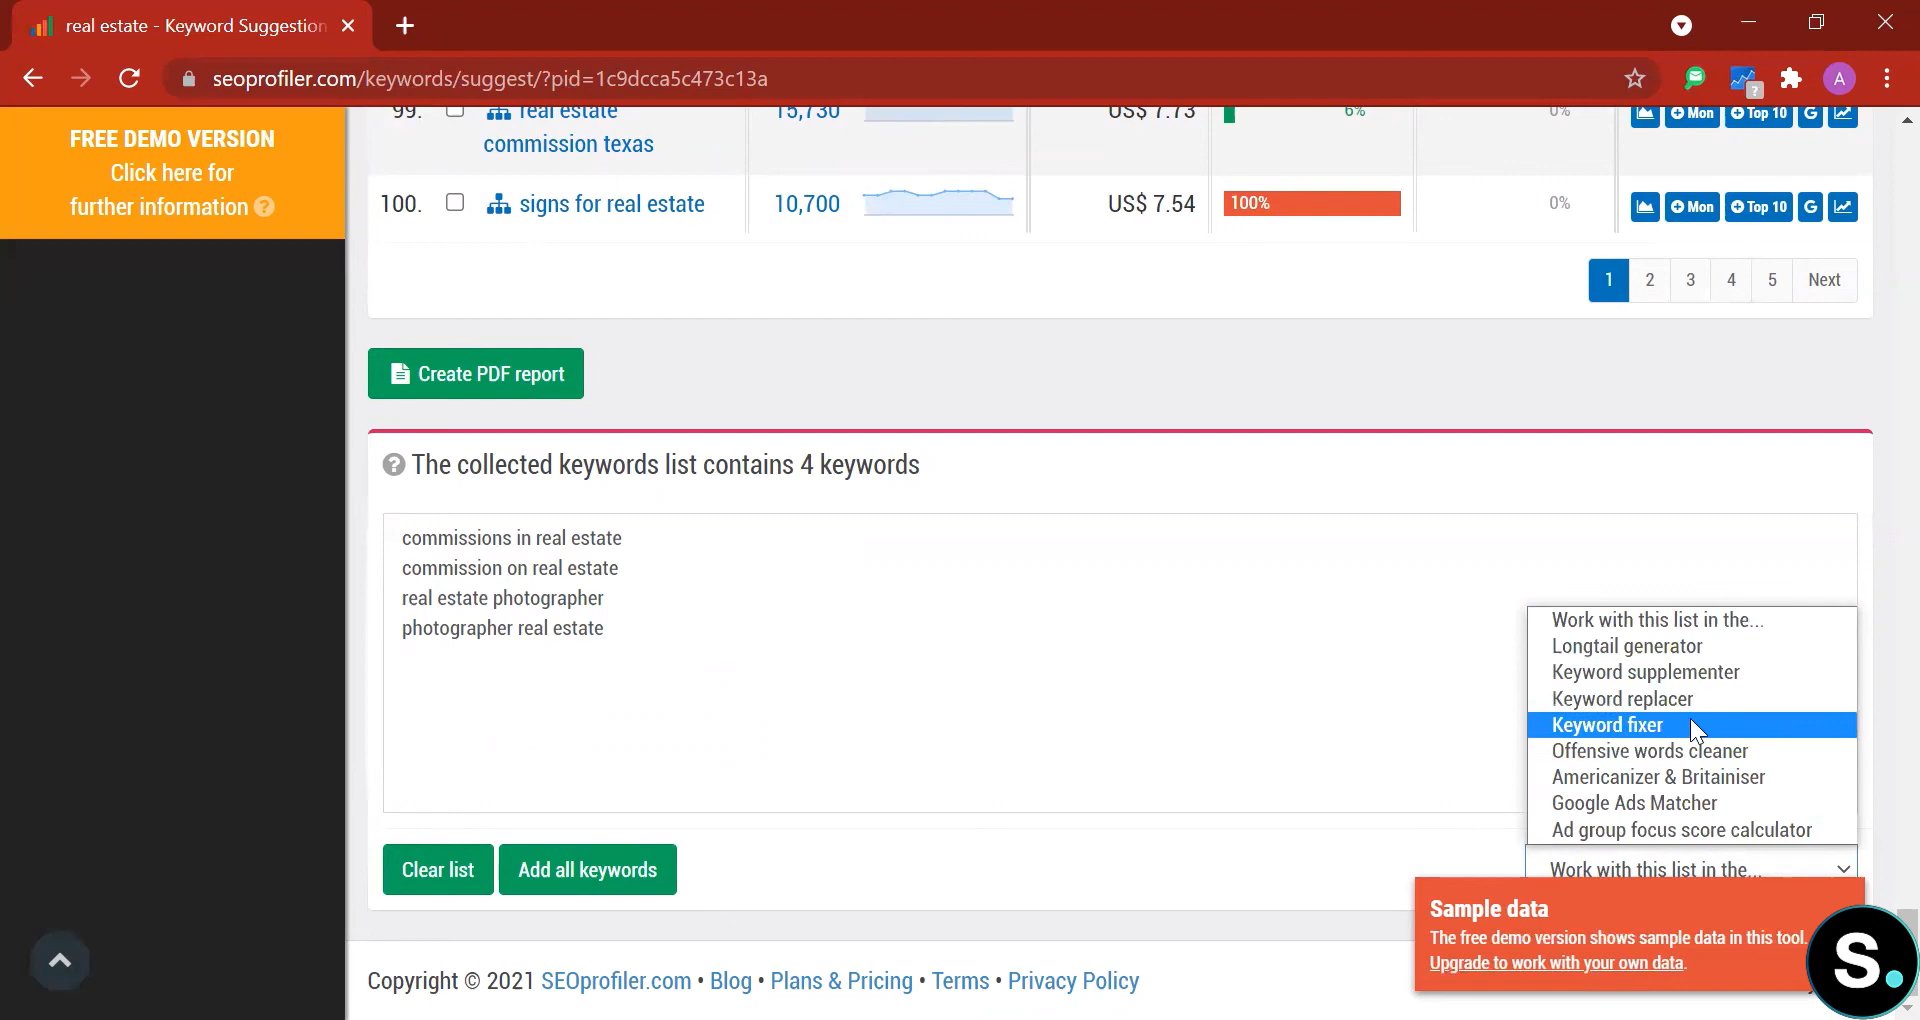 real estate - Keyword Suggestion
seoprofiler.com/keywords/suggest/?pid=1c9dcca5c473c13a
A
?
FREE DEMO VERSION
Click here for
further information ?
99. real estate 15,730 US$ 7.73 6% 0% Mon Top 10 G
commission texas
100. signs for real estate 10,700 US$ 7.54 100% 0% Mon Top 10 G
1 2 3 4 5 Next
Create PDF report
? The collected keywords list contains 4 keywords
commissions in real estate
commission on real estate
real estate photographer
photographer real estate
Work with this list in the...
Longtail generator
Keyword supplementer
Keyword replacer
Keyword fixer
Offensive words cleaner
Americanizer & Britainiser
Google Ads Matcher
Ad group focus score calculator
Clear list Add all keywords Work with this list in the...
Sample data
The free demo version shows sample data in this tool.
Upgrade to work with your own data.
S.
Copyright © 2021 SEOprofiler.com • Blog • Plans & Pricing • Terms • Privacy Policy